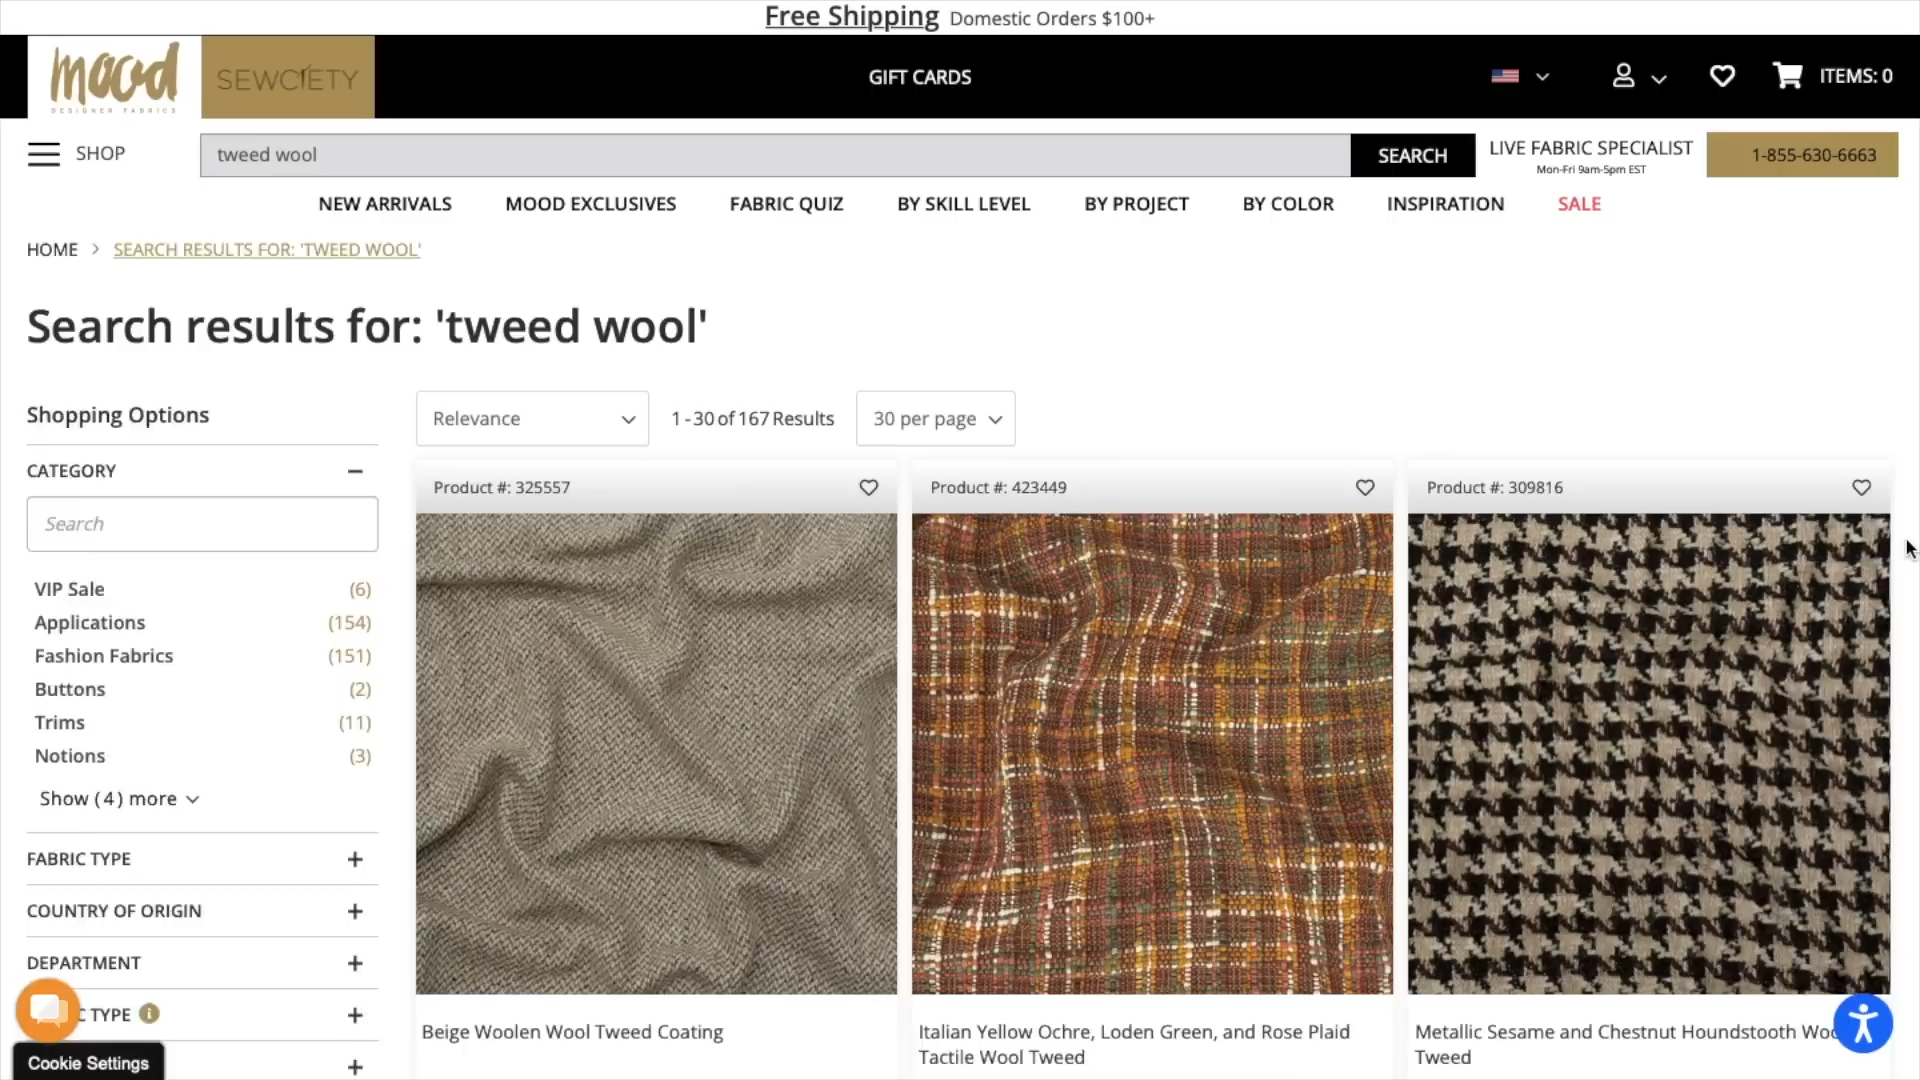 Free Shipping Domestic Orders $100+
mood
DESIGNER FABRICS
SEWCIETY
GIFT CARDS
ITEMS: 0
SHOP
tweed wool
SEARCH
LIVE FABRIC SPECIALIST
Mon-Fri 9am-5pm EST
1-855-630-6663
NEW ARRIVALS
MOOD EXCLUSIVES
FABRIC QUIZ
BY SKILL LEVEL
BY PROJECT
BY COLOR
INSPIRATION
SALE
HOME > SEARCH RESULTS FOR: 'TWEED WOOL'
Search results for: 'tweed wool'
Shopping Options
Relevance
1 - 30 of 167 Results
30 per page
CATEGORY
Search
VIP Sale (6)
Applications (154)
Fashion Fabrics (151)
Buttons (2)
Trims (11)
Notions (3)
Show ( 4 ) more
FABRIC TYPE
COUNTRY OF ORIGIN
DEPARTMENT
C TYPE
Cookie Settings
Product #: 325557
Beige Woolen Wool Tweed Coating
Product #: 423449
Italian Yellow Ochre, Loden Green, and Rose Plaid
Tactile Wool Tweed
Product #: 309816
Metallic Sesame and Chestnut Houndstooth Woo
Tweed